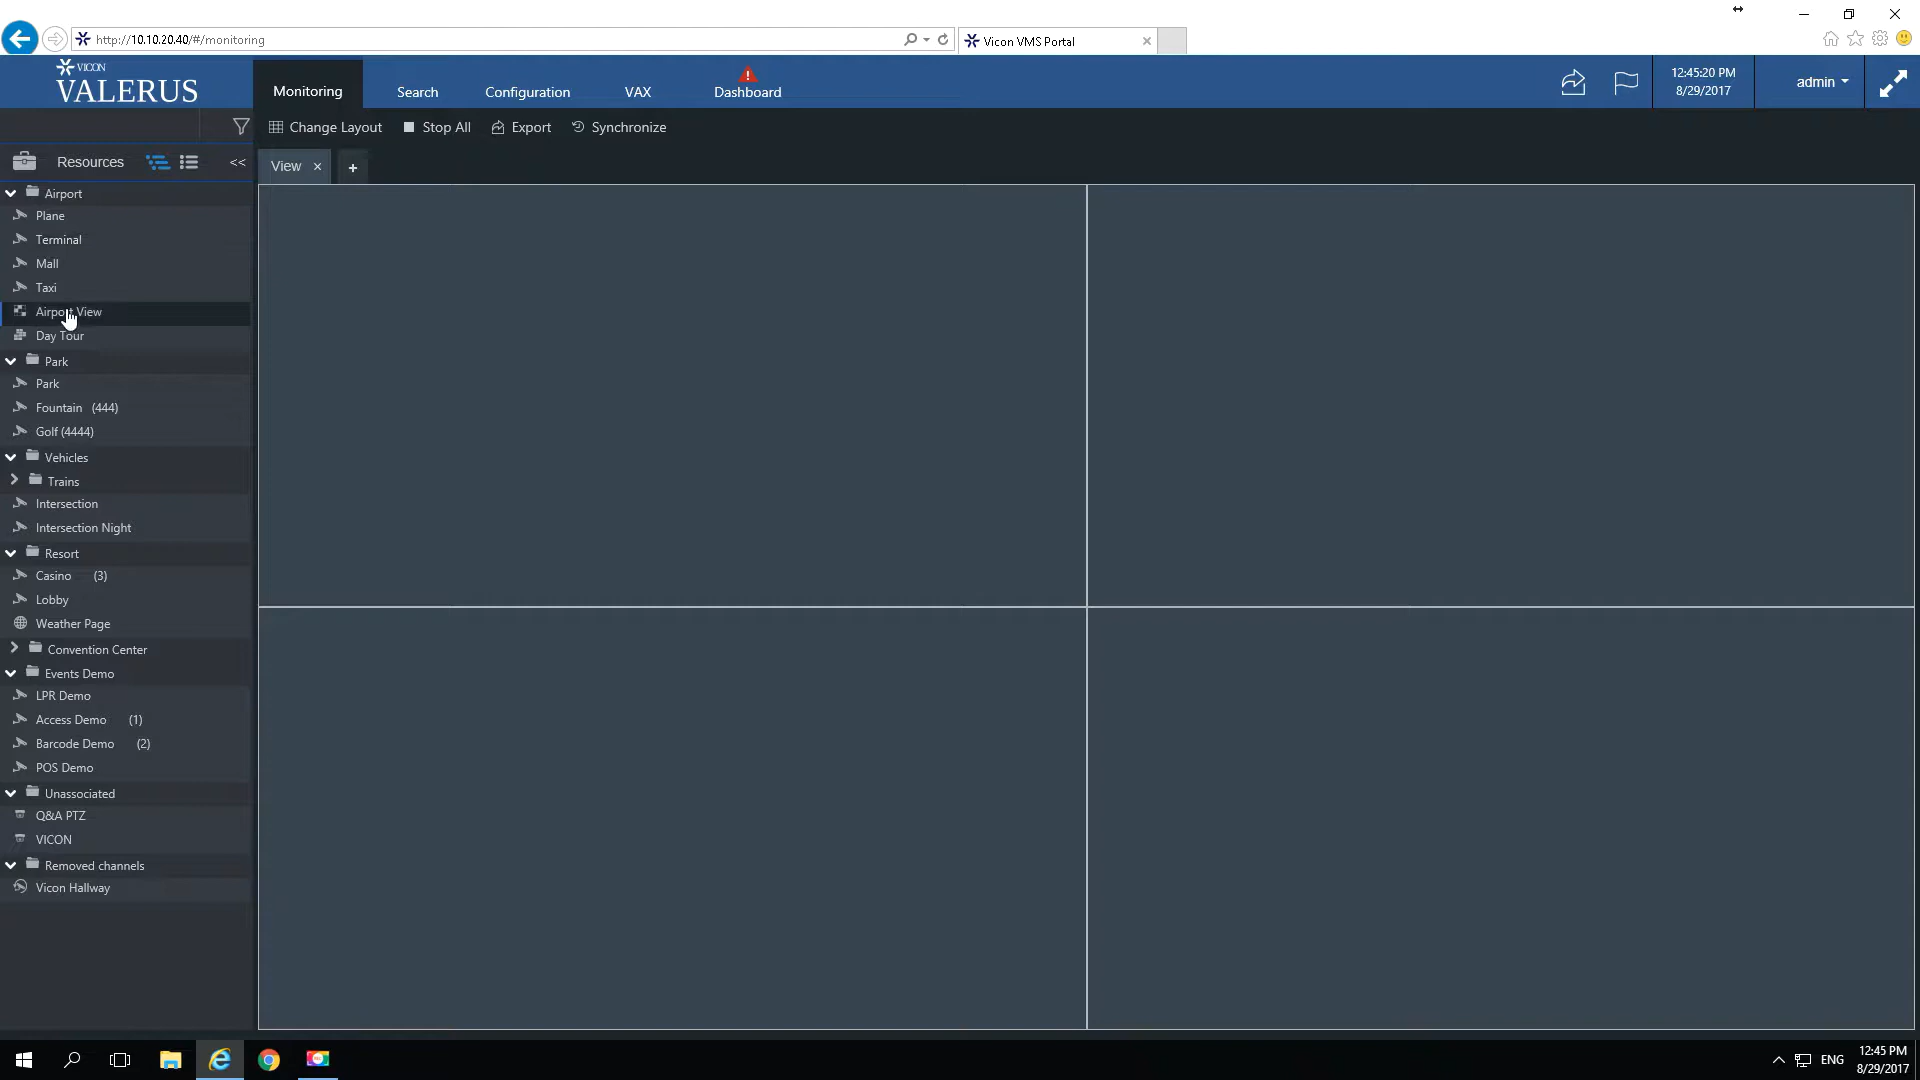 http://10.10.20.40/#/monitoring
Vicon VMS Portal
VICON
VALERUS
Monitoring
Search
Configuration
VAX
Dashboard
12:45:20 PM
8/29/2017
admin
Change Layout
Stop All
Export
Synchronize
Resources
<<
View
+
Airport
Plane
Terminal
Mall
Taxi
Airport View
Day Tour
Park
Park
Fountain (444)
Golf (4444)
Vehicles
Trains
Intersection
Intersection Night
Resort
Casino (3)
Lobby
Weather Page
Convention Center
Events Demo
LPR Demo
Access Demo (1)
Barcode Demo (2)
POS Demo
Unassociated
Q&A PTZ
VICON
Removed channels
Vicon Hallway
ENG
12:45 PM
8/29/2017